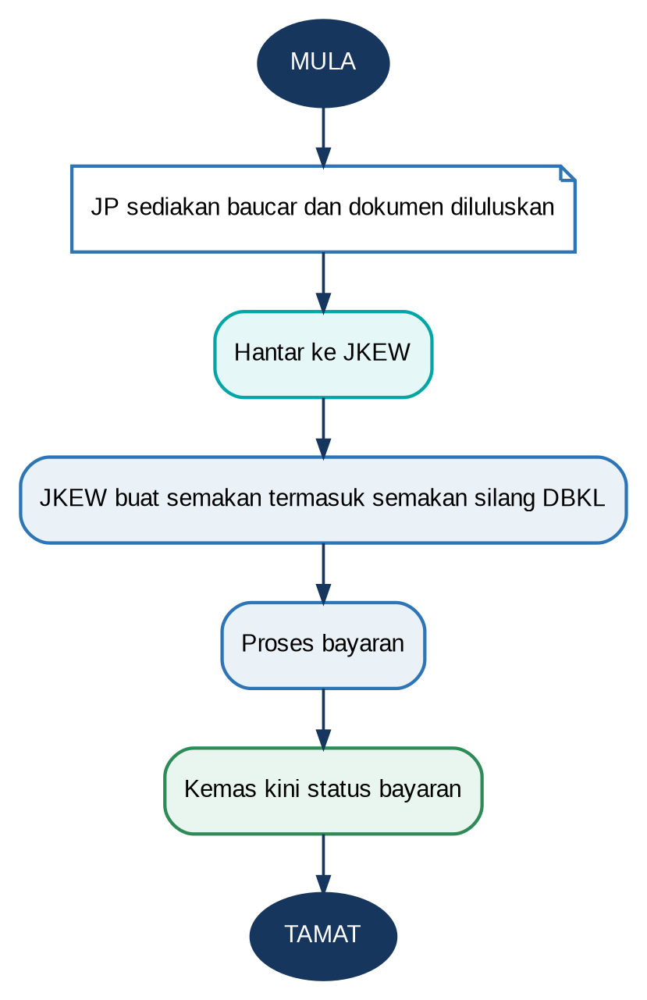 MULA
JP sediakan baucar dan dokumen diluluskan
Hantar ke JKEW
JKEW buat semakan termasuk semakan silang DBKL
Proses bayaran
Kemas kini status bayaran
TAMAT